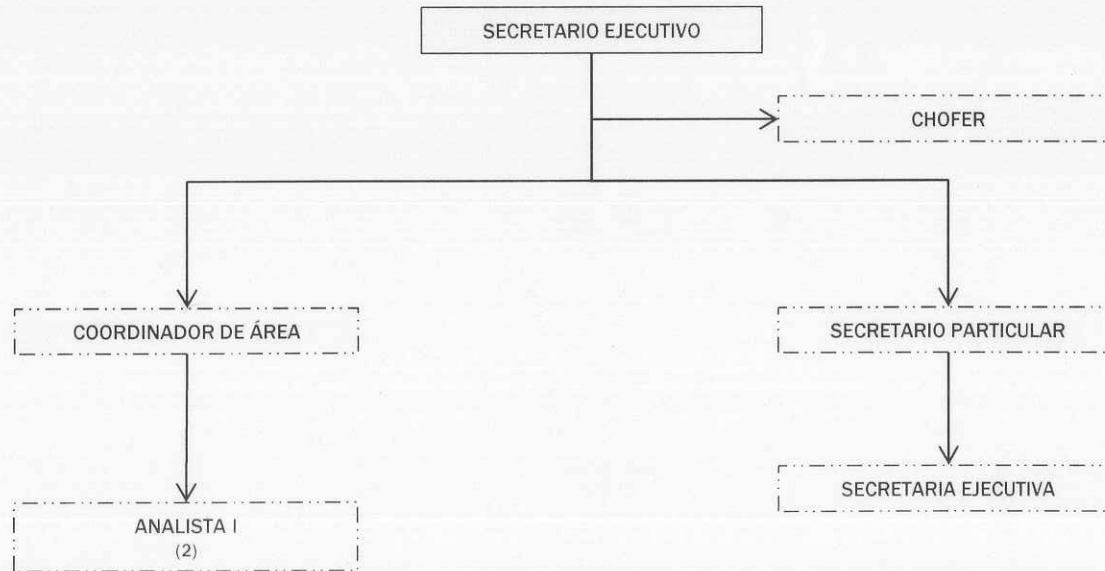 SECRETARIO EJECUTIVO
CHOFER
COORDINADOR DE ÁREA
SECRETARIO PARTICULAR
SECRETARIA EJECUTIVA
ANALISTA I
(2)